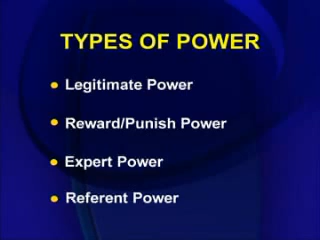 TYPES OF POWER
Legitimate Power
Reward/Punish Power
Expert Power
Referent Power